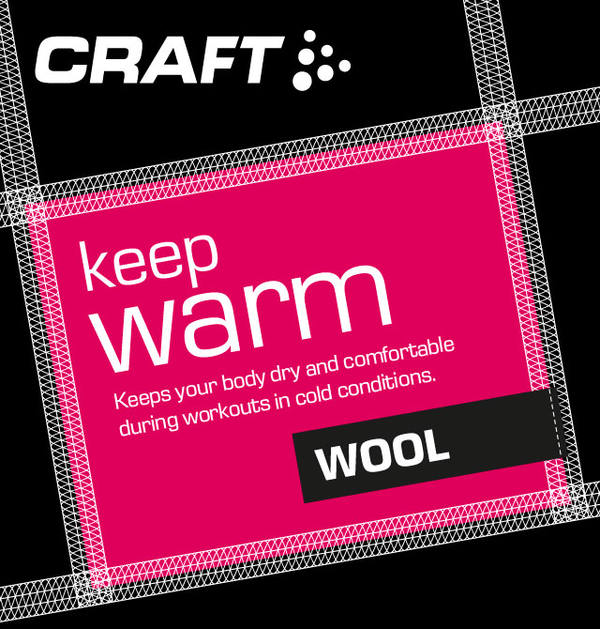 CRAFT
keep
warm
Keeps your body dry and comfortable
during workouts in cold conditions.
WOOL